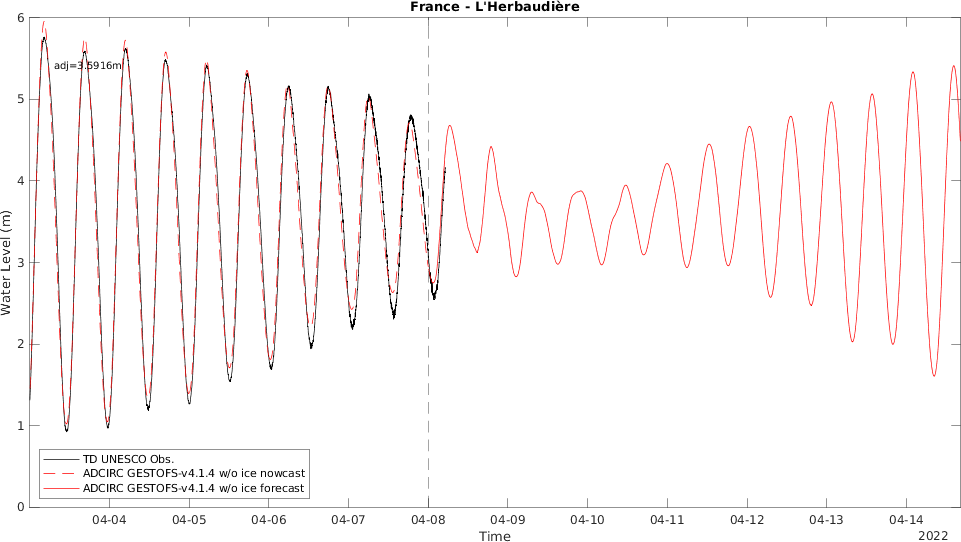 France - L'Herbaudière
6
5
4
3
2
1
0
Water Level (m)
adj=3.5916m
TD UNESCO Obs.
ADCIRC GESTOFS-v4.1.4 w/o ice nowcast
ADCIRC GESTOFS-v4.1.4 w/o ice forecast
04-04 04-05 04-06 04-07 04-08 04-09 04-10 04-11 04-12 04-13 04-14
Time
2022